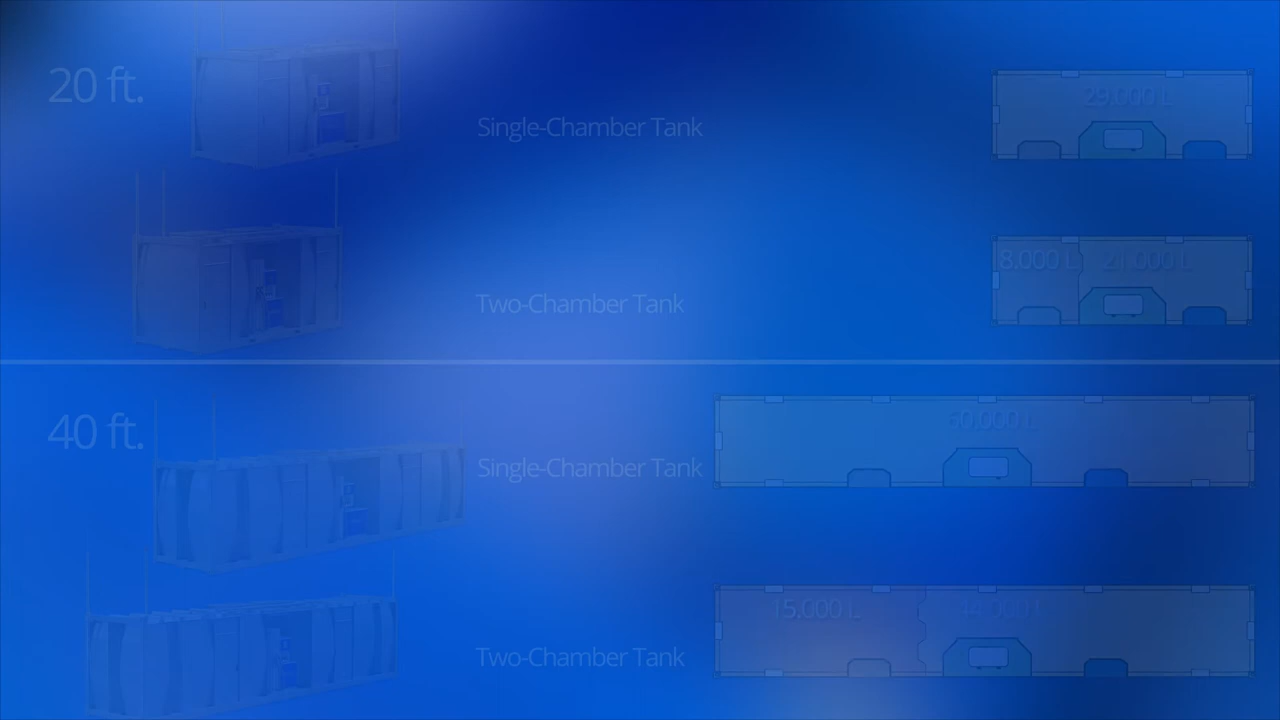 20 ft.
Single-Chamber Tank
29.000 L
Two-Chamber Tank
8.000 L
21.000 L
40 ft.
Single-Chamber Tank
60.000 L
Two-Chamber Tank
15.000 L